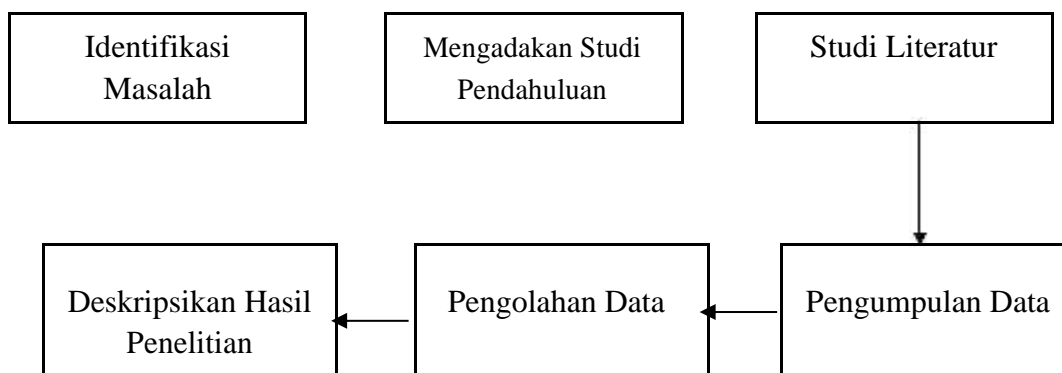 Identifikasi
Masalah
Mengadakan Studi
Pendahuluan
Studi Literatur
Deskripsikan Hasil
Penelitian
Pengolahan Data
Pengumpulan Data